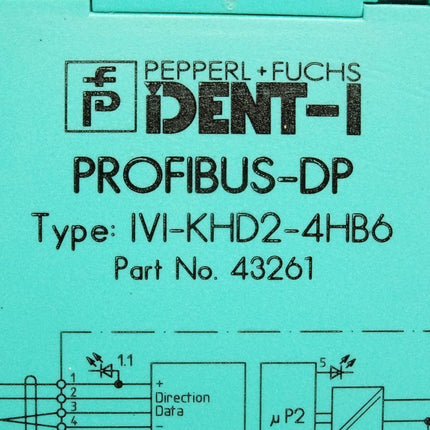 PEPPERL + FUCHS
IDENT-I
PROFIBUS-DP
Type: IVI-KHD2-4HB6
Part No. 43261
1.1
5
1
+
2
Direction
3
Data
4
-
µP2